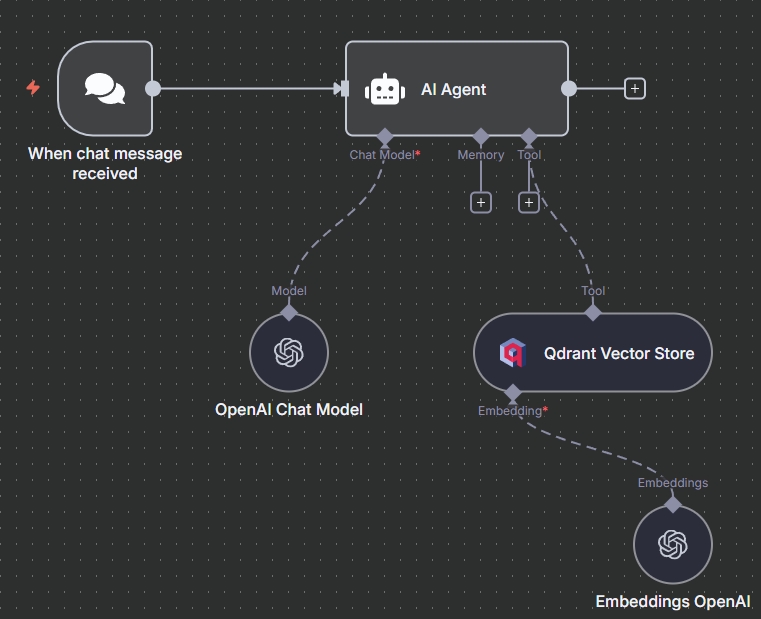 AI Agent
When chat message
received
Chat Model*
Memory
Tool
Model
Tool
Qdrant Vector Store
OpenAI Chat Model
Embedding*
Embeddings
Embeddings OpenAI